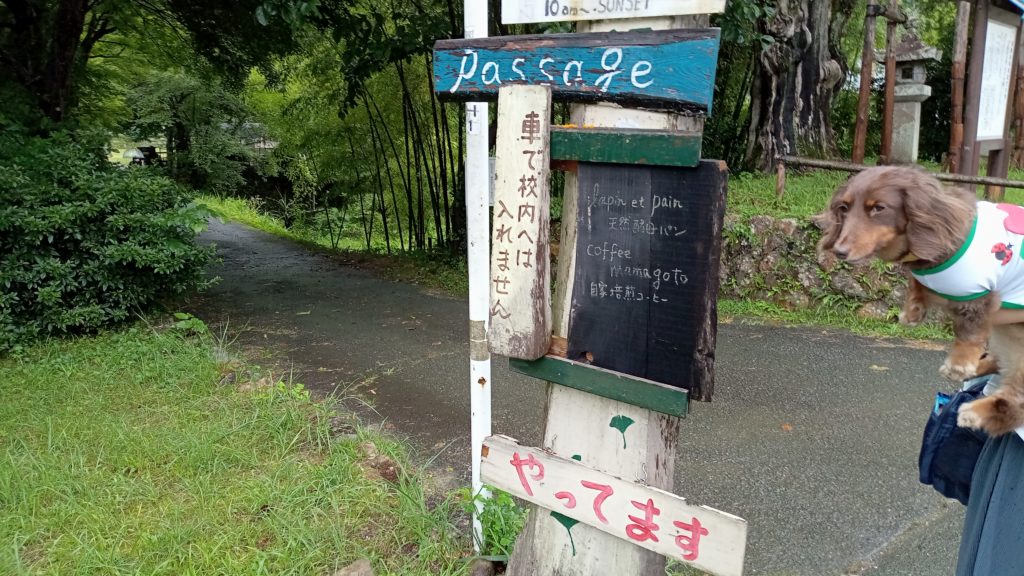 10am~.SUNSET
Passage
車で校内へは
入れません
lapin et pain
天然酵母パン
coffee
mamagoto
自家焙煎コーヒー
やってます